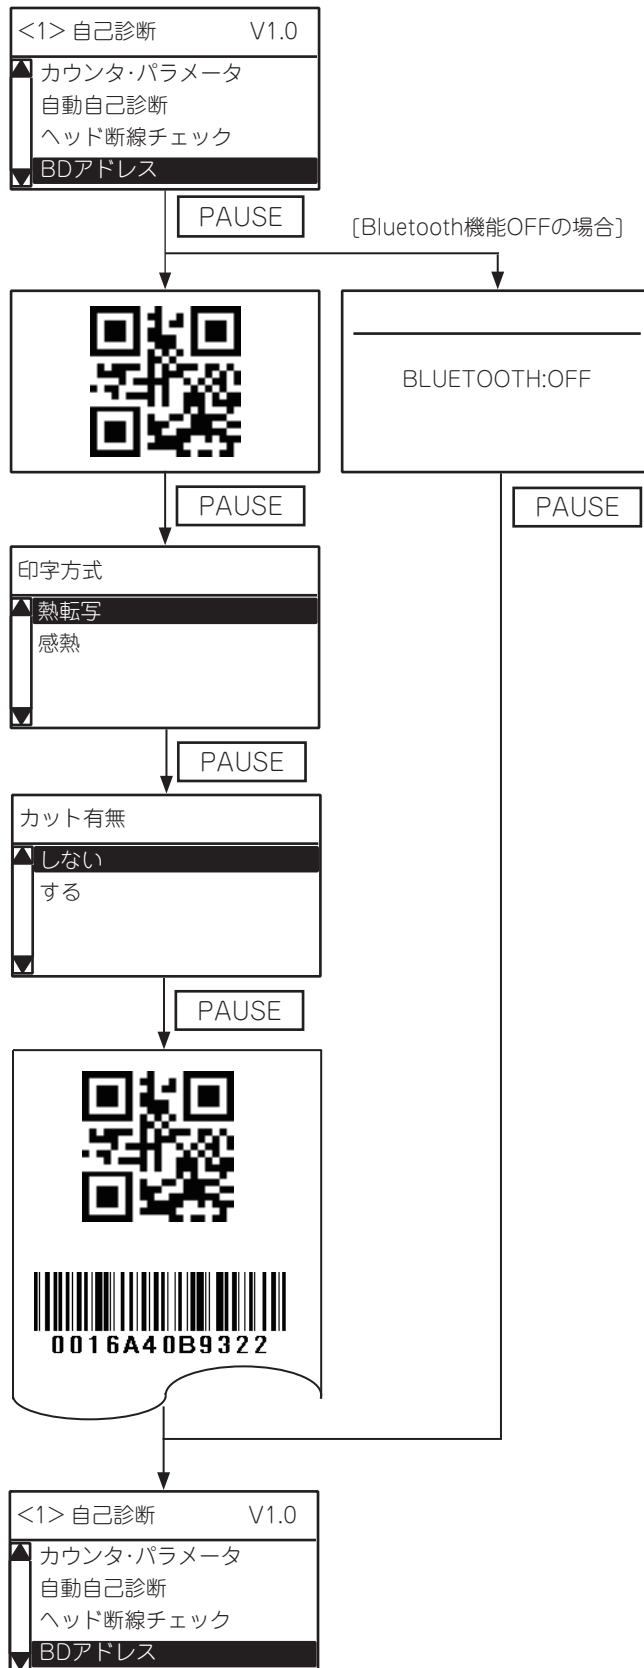 <1> 自己診断 V1.0
カウンタ･パラメータ
自動自己診断
ヘッド断線チェック
BDアドレス
PAUSE
[Bluetooth機能OFFの場合]
BLUETOOTH:OFF
PAUSE
PAUSE
印字方式
熱転写
感熱
PAUSE
カット有無
しない
する
PAUSE
0016A40B9322
<1> 自己診断 V1.0
カウンタ･パラメータ
自動自己診断
ヘッド断線チェック
BDアドレス